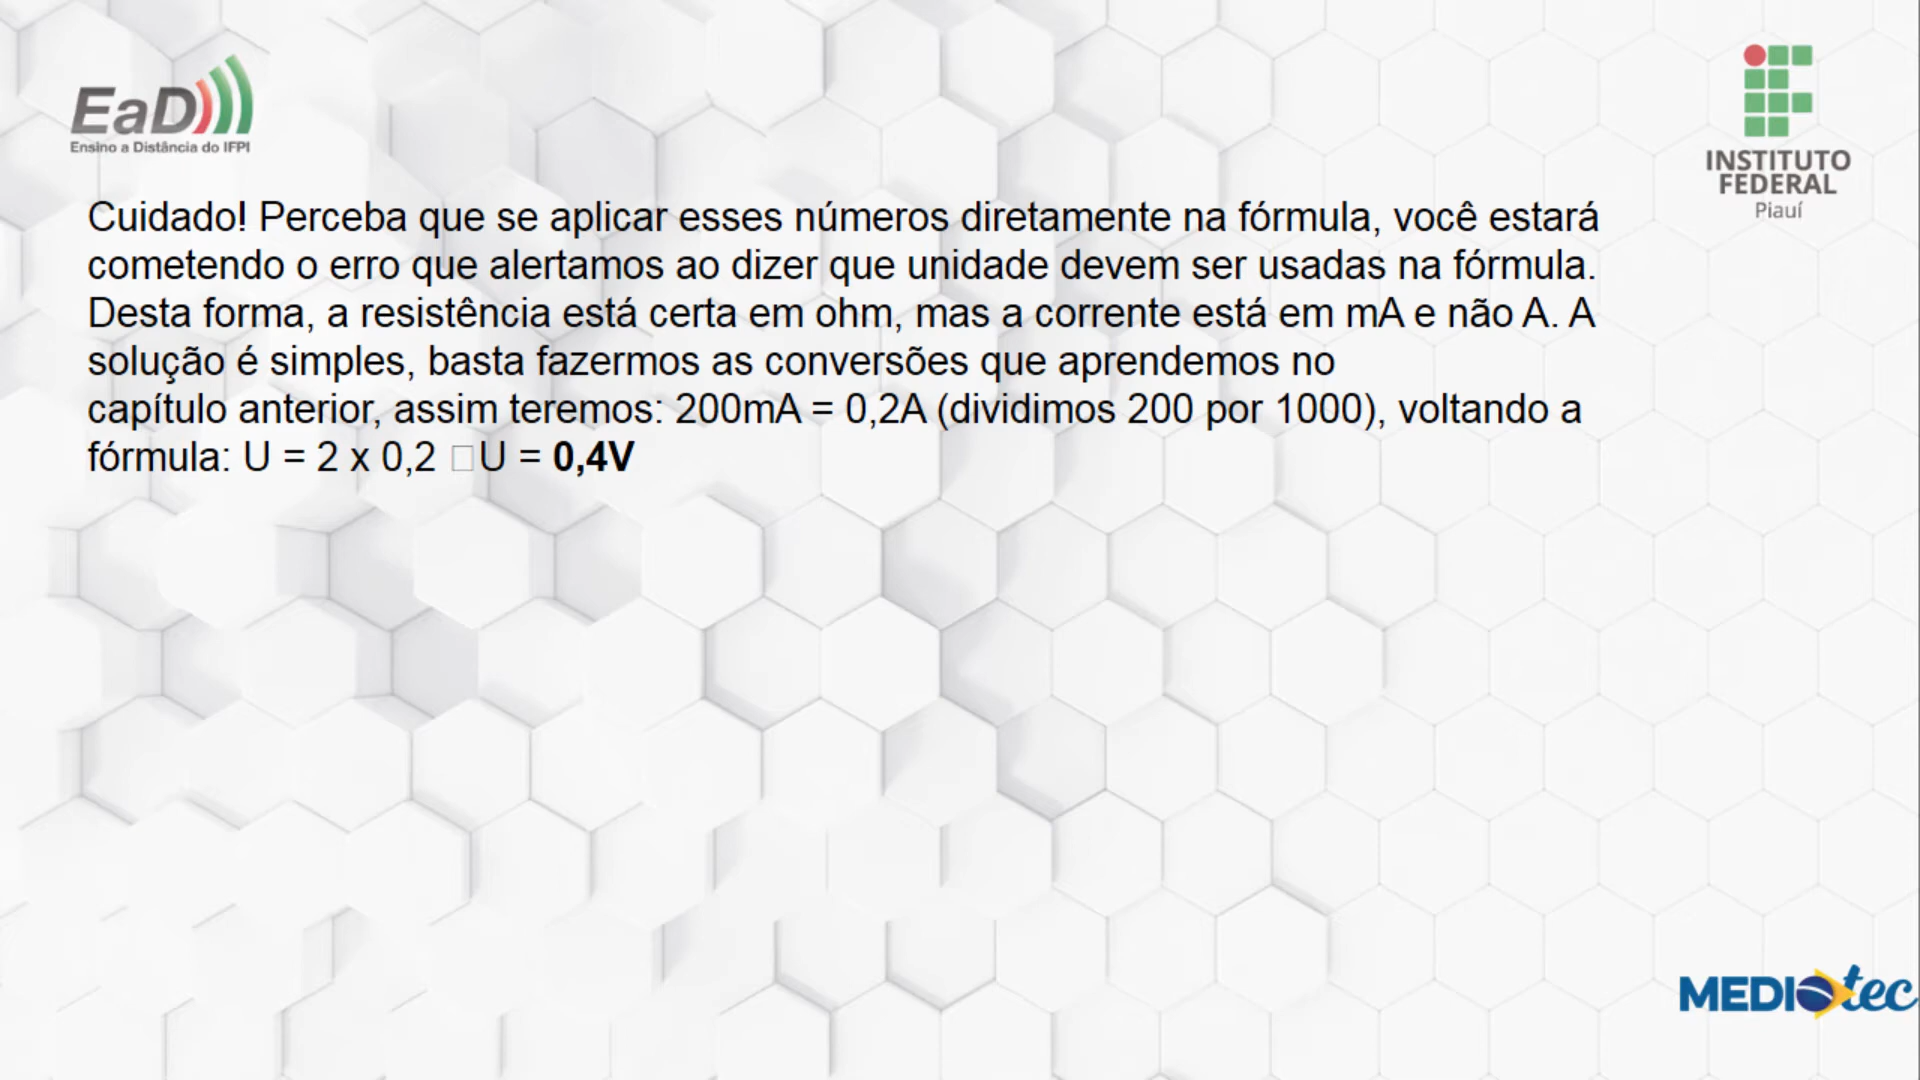 EaD
Ensino a Distância do IFPI
INSTITUTO
FEDERAL
Piauí
Cuidado! Perceba que se aplicar esses números diretamente na fórmula, você estará
cometendo o erro que alertamos ao dizer que unidade devem ser usadas na fórmula.
Desta forma, a resistência está certa em ohm, mas a corrente está em mA e não A. A
solução é simples, basta fazermos as conversões que aprendemos no
capítulo anterior, assim teremos: 200mA = 0,2A (dividimos 200 por 1000), voltando a
fórmula: U = 2 x 0,2 □U = 0,4V
MEDIOtec